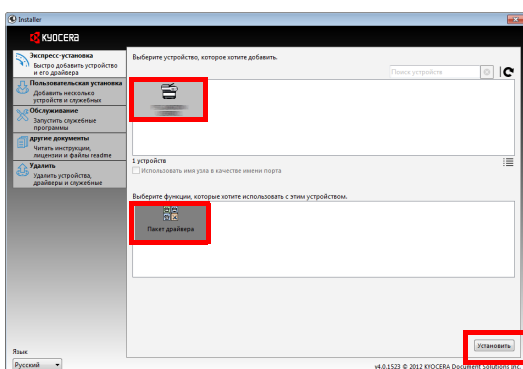 Installer
KYOCERA
Экспресс-установка
Быстро добавить устройство
и его драйвера
Пользовательская установка
Добавить несколько
устройств и служебных
Обслуживание
Запустить служебные
программы
другие документы
Читать инструкции,
лицензии и файлы readme
Удалить
Удалить устройства,
драйверы и служебные
Язык
Русский
Выберите устройство, которое хотите добавить.
Поиск устройств
1 устройств
Использовать имя узла в качестве имени порта
Выберите функции, которые хотите использовать с этим устройством.
Пакет драйвера
Установить
v4.0.1523 © 2012 KYOCERA Document Solutions Inc.